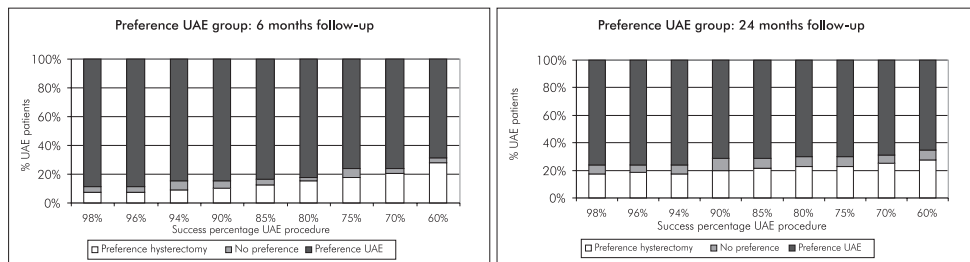 Preference UAE group: 6 months follow-up
100%
80%
60%
40%
20%
0%
% UAE patients
98% 96% 94% 90% 85% 80% 75% 70% 60%
Success percentage UAE procedure
Preference hysterectomy No preference Preference UAE
Preference UAE group: 24 months follow-up
100%
80%
60%
40%
20%
0%
% UAE patients
98% 96% 94% 90% 85% 80% 75% 70% 60%
Success percentage UAE procedure
Preference hysterectomy No preference Preference UAE